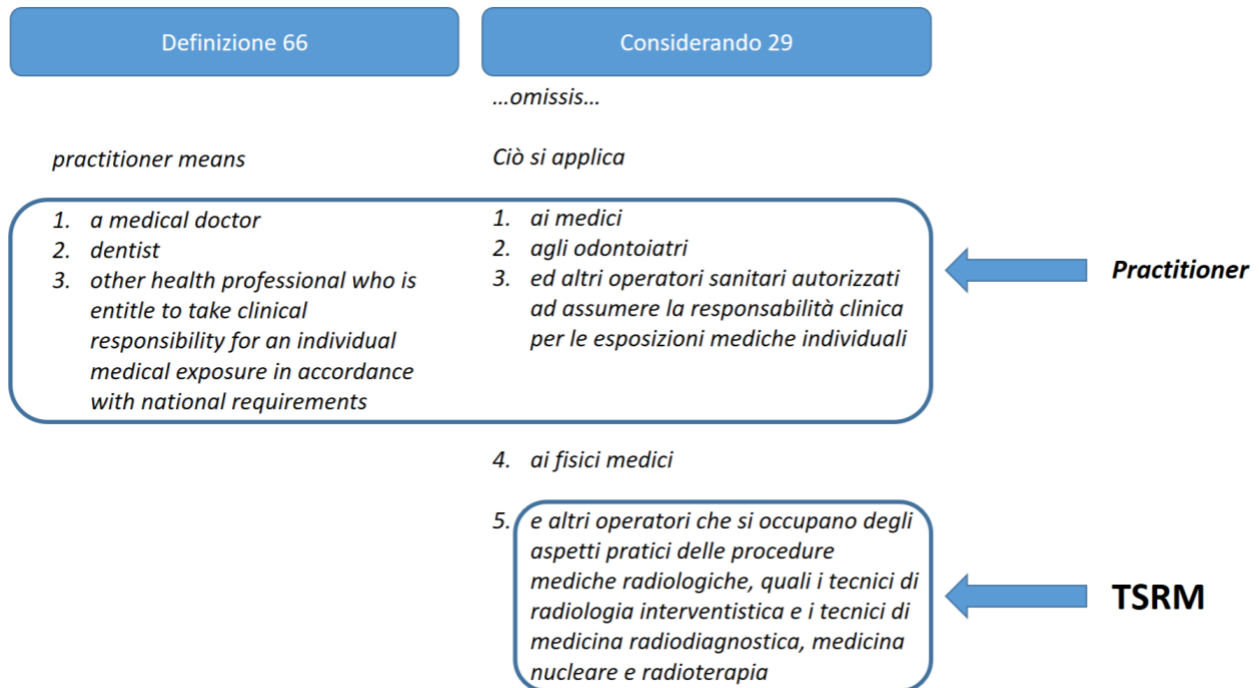 Definizione 66
Considerando 29
...omissis...
practitioner means
Ciò si applica
1. a medical doctor
2. dentist
3. other health professional who is
entitle to take clinical
responsibility for an individual
medical exposure in accordance
with national requirements
1. ai medici
2. agli odontoiatri
3. ed altri operatori sanitari autorizzati
ad assumere la responsabilità clinica
per le esposizioni mediche individuali
Practitioner
4. ai fisici medici
5. e altri operatori che si occupano degli
aspetti pratici delle procedure
mediche radiologiche, quali i tecnici di
radiologia interventistica e i tecnici di
medicina radiodiagnostica, medicina
nucleare e radioterapia
TSRM